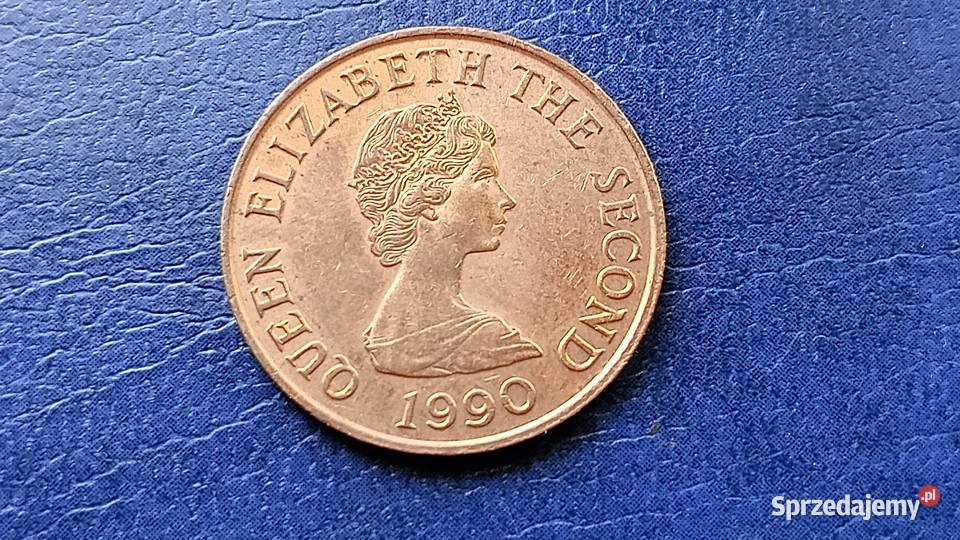 QUEEN ELIZABETH THE SECOND
1990
Sprzedajemy.pl